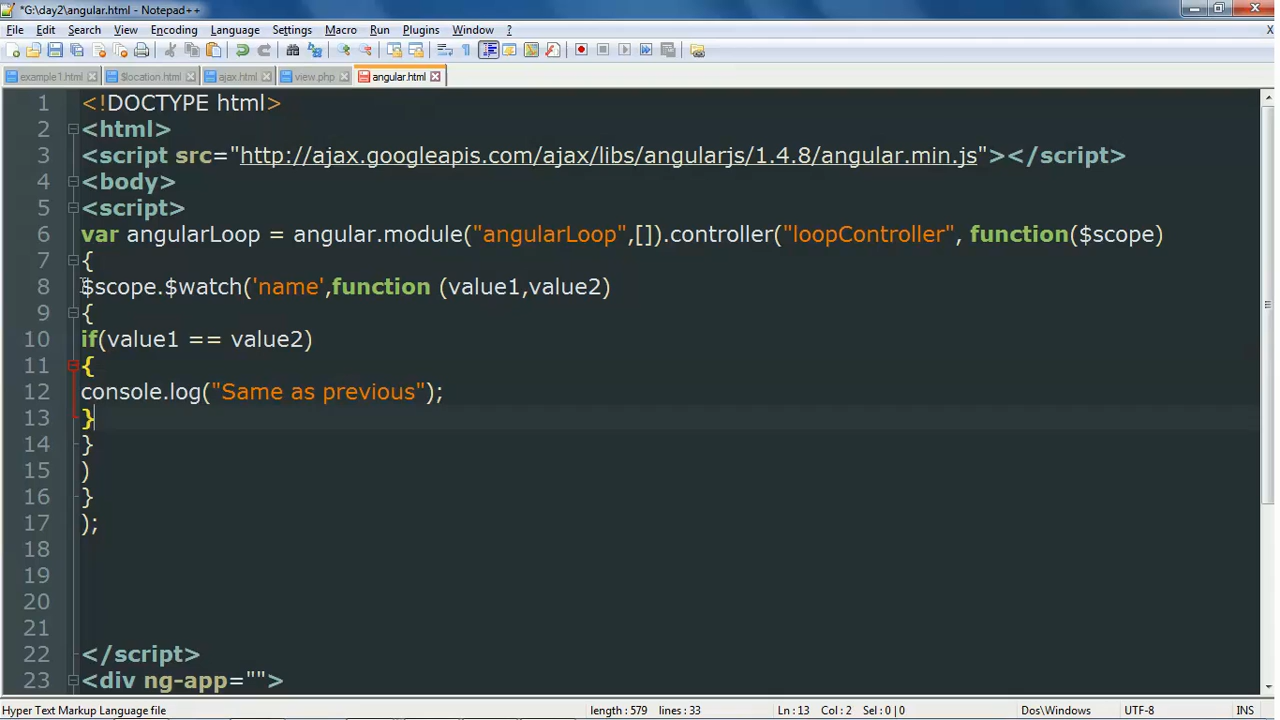 *G:\day2\angular.html - Notepad++
File Edit Search View Encoding Language Settings Macro Run Plugins Window ? X
example1.html $location.html ajax.html view.php angular.html
1 <!DOCTYPE html>
2 <html>
3 <script src="http://ajax.googleapis.com/ajax/libs/angularjs/1.4.8/angular.min.js"></script>
4 <body>
5 <script>
6 var angularLoop = angular.module("angularLoop",[]).controller("loopController", function($scope)
7 {
8 $scope.$watch('name',function (value1,value2)
9 {
10 if(value1 == value2)
11 {
12 console.log("Same as previous");
13 }
14 }
15 )
16 }
17 );
18
19
20
21
22 </script>
23 <div ng-app="">
Hyper Text Markup Language file length : 579 lines : 33 Ln : 13 Col : 2 Sel : 0 | 0 Dos\Windows UTF-8 INS